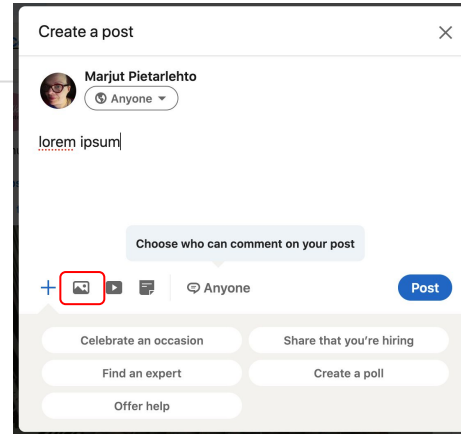 Create a post
Marjut Pietarlehto
Anyone
lorem ipsum
Choose who can comment on your post
Anyone
Post
Celebrate an occasion
Share that you're hiring
Find an expert
Create a poll
Offer help